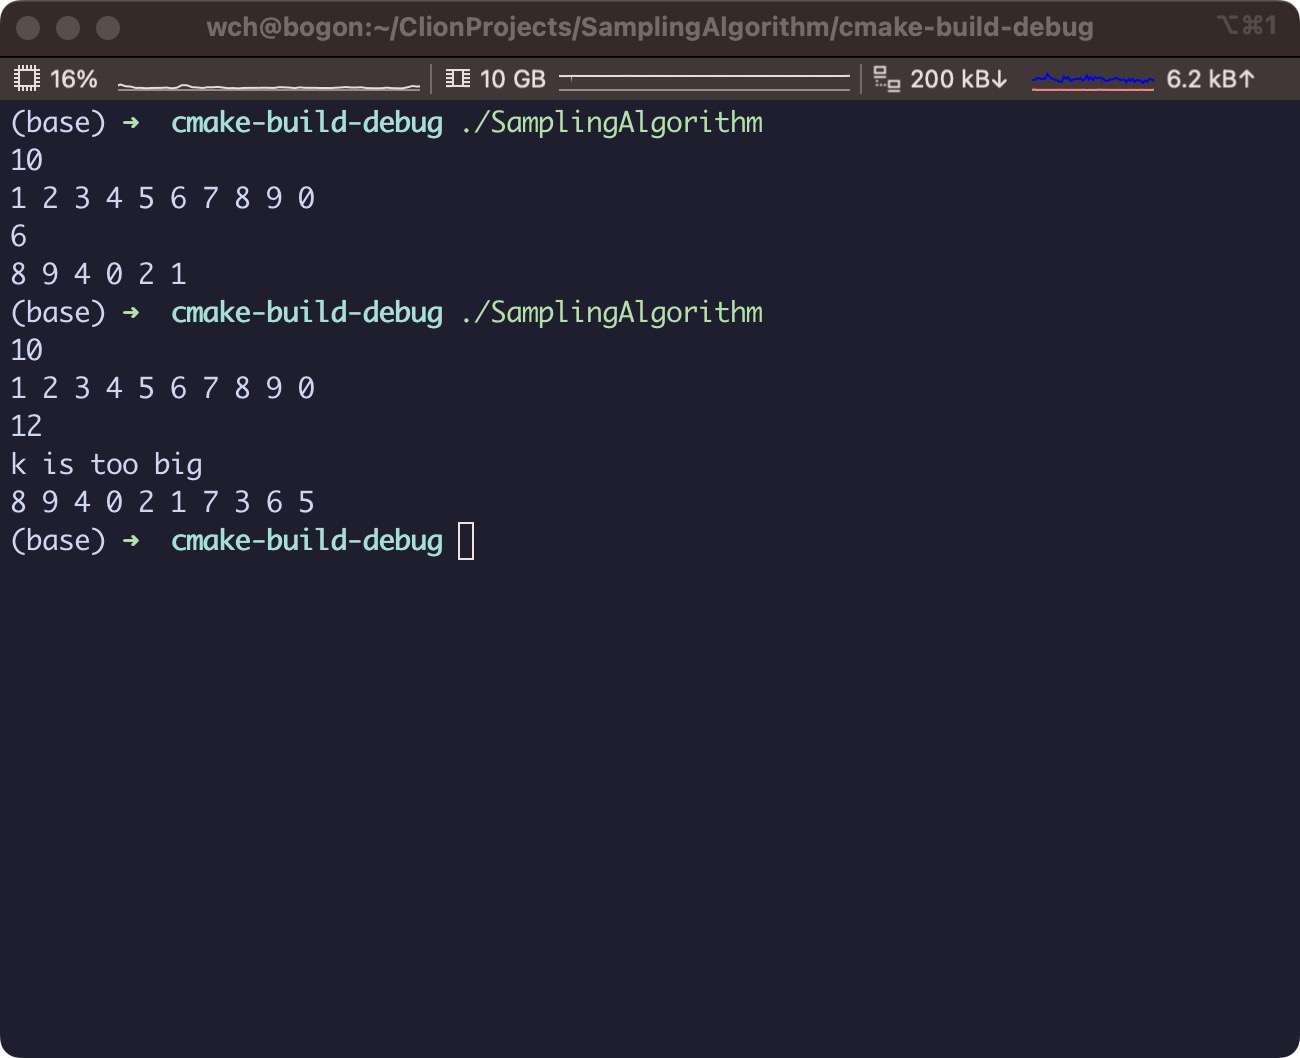 wch@bogon:~/ClionProjects/SamplingAlgorithm/cmake-build-debug ⌥⌘1
16% 10 GB 200 kB↓ 6.2 kB↑
(base) ➜ cmake-build-debug ./SamplingAlgorithm
10
1 2 3 4 5 6 7 8 9 0
6
8 9 4 0 2 1
(base) ➜ cmake-build-debug ./SamplingAlgorithm
10
1 2 3 4 5 6 7 8 9 0
12
k is too big
8 9 4 0 2 1 7 3 6 5
(base) ➜ cmake-build-debug